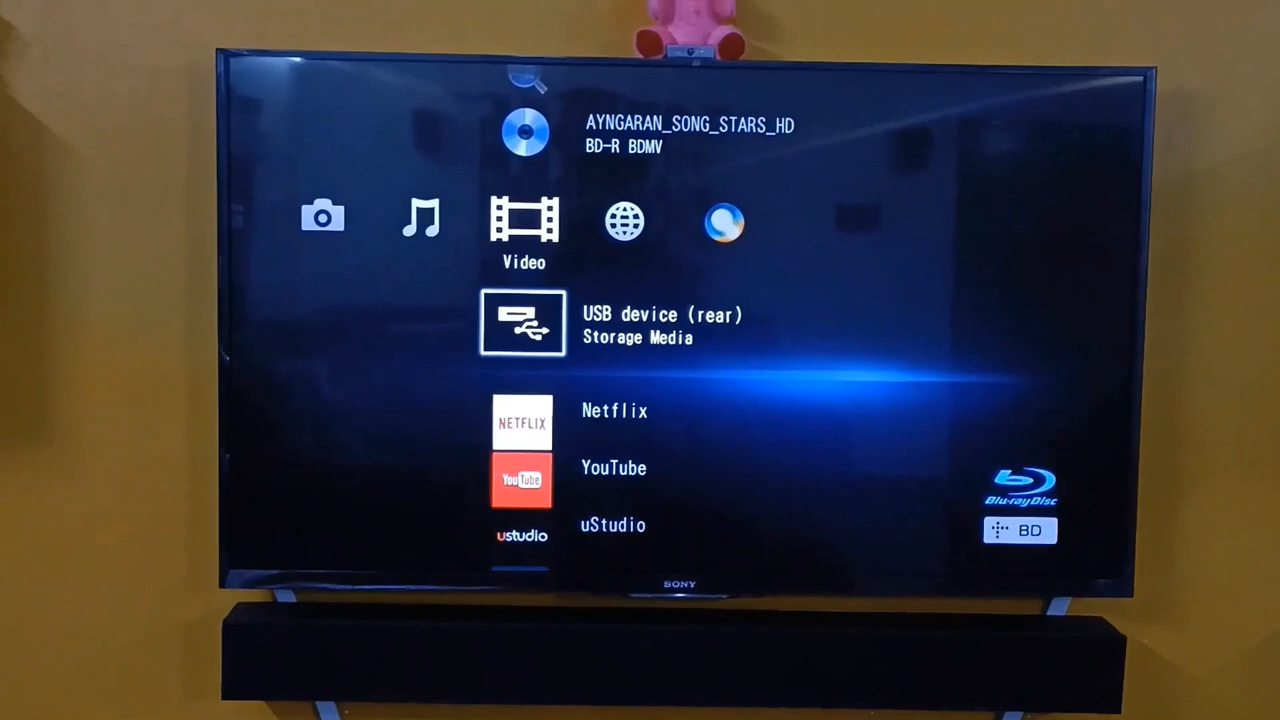 AYNGARAN_SONG_STARS_HD
BD-R BDMV
Video
USB device (rear)
Storage Media
NETFLIX
Netflix
YouTube
YouTube
ustudio
uStudio
Blu-ray Disc
BD
SONY